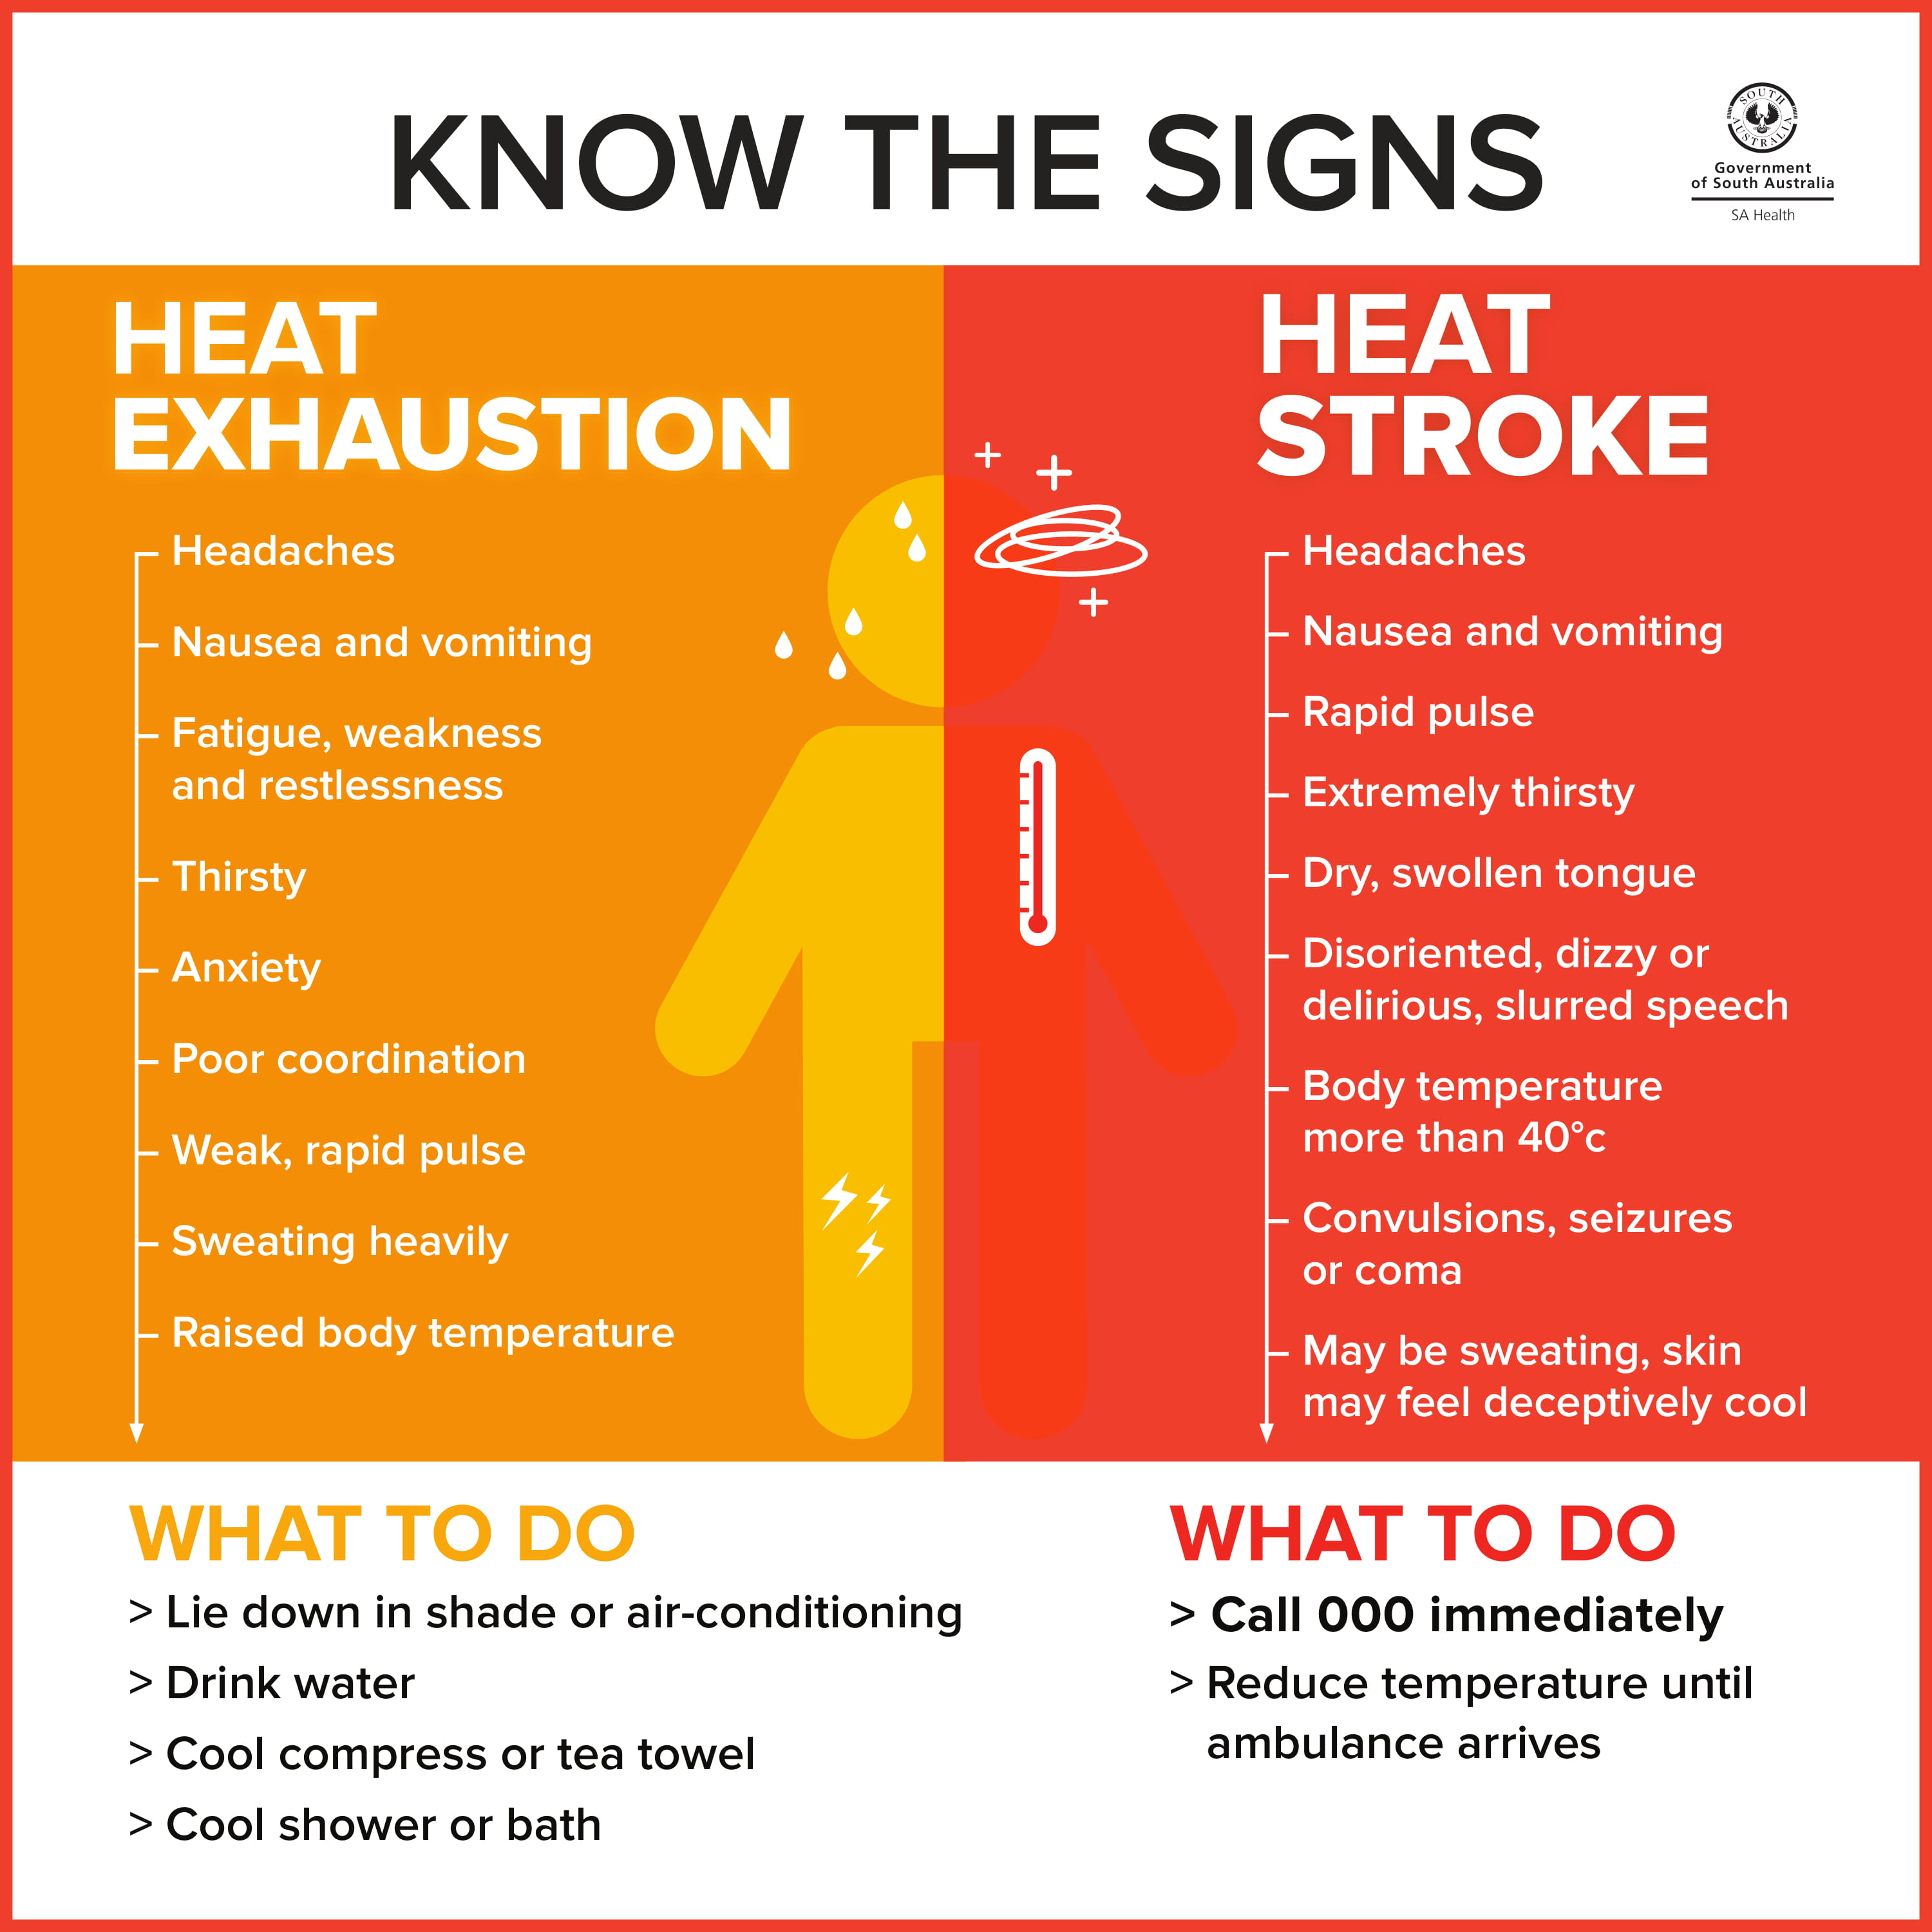 KNOW THE SIGNS
SOUTH AUSTRALIA
Government
of South Australia
SA Health
HEAT
EXHAUSTION
Headaches
Nausea and vomiting
Fatigue, weakness
and restlessness
Thirsty
Anxiety
Poor coordination
Weak, rapid pulse
Sweating heavily
Raised body temperature
HEAT
STROKE
Headaches
Nausea and vomiting
Rapid pulse
Extremely thirsty
Dry, swollen tongue
Disoriented, dizzy or
delirious, slurred speech
Body temperature
more than 40°c
Convulsions, seizures
or coma
May be sweating, skin
may feel deceptively cool
WHAT TO DO
> Lie down in shade or air-conditioning
> Drink water
> Cool compress or tea towel
> Cool shower or bath
WHAT TO DO
> Call 000 immediately
> Reduce temperature until
ambulance arrives